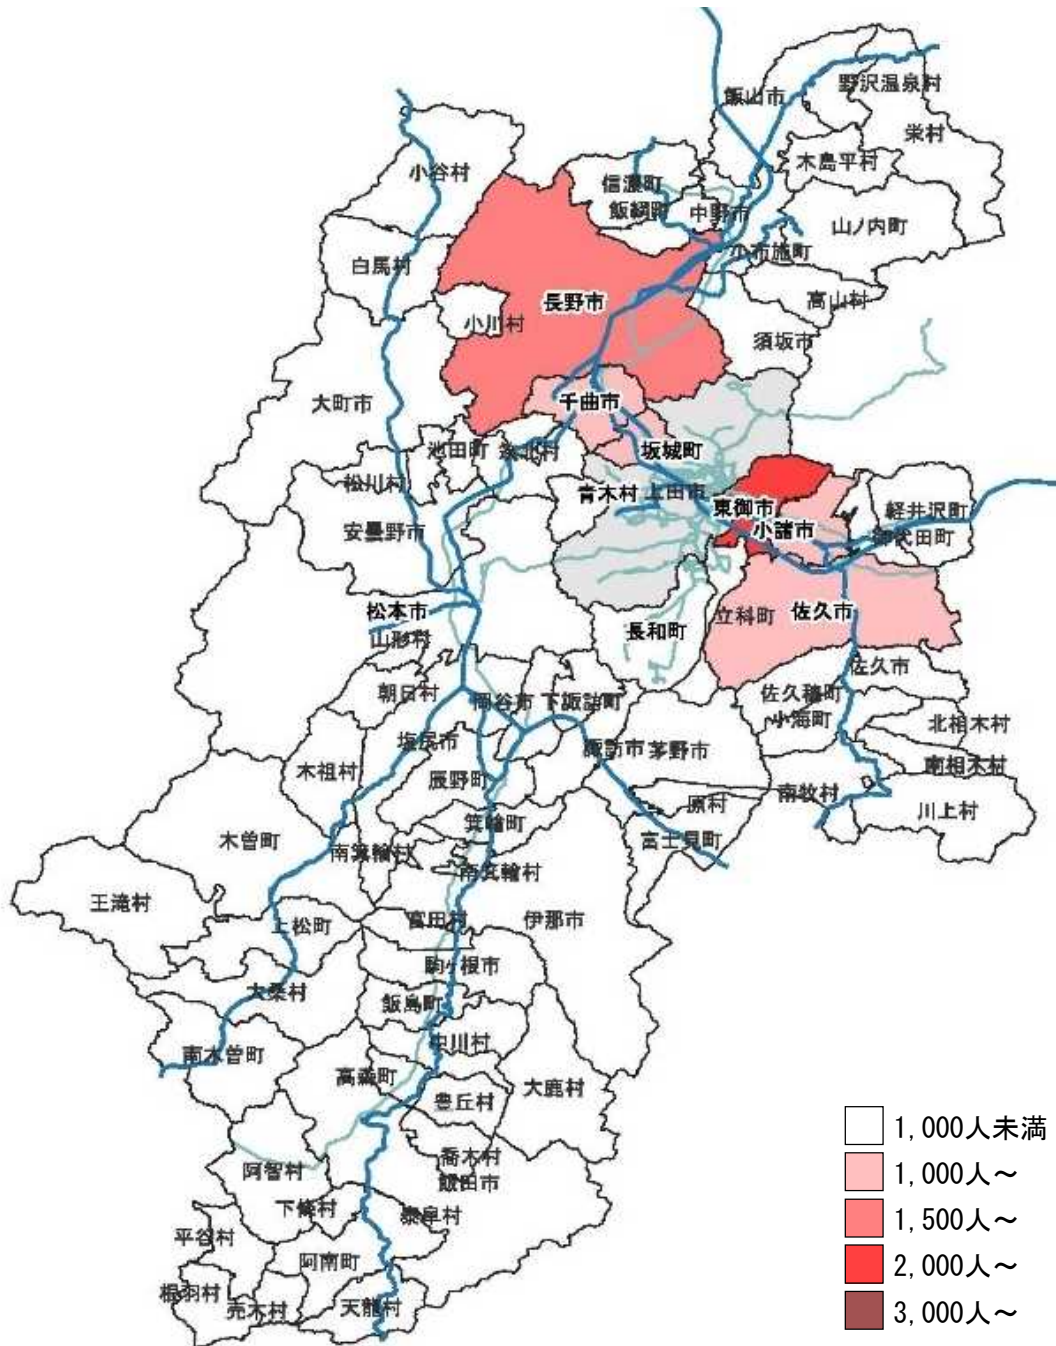 飯山市
野沢温泉村
栄村
木島平村
小谷村
信濃町
飯綱町
中野市
山ノ内町
小布施町
白馬村
高山村
長野市
小川村
須坂市
千曲市
大町市
坂城町
池田町
筑北村
松川村
青木村
上田市
東御市
軽井沢町
安曇野市
小諸市
御代田町
松本市
立科町
佐久市
長和町
山形村
佐久市
朝日村
岡谷市
下諏訪町
佐久穂町
小海町
北相木村
塩尻市
諏訪市
茅野市
木祖村
南相木村
辰野町
南牧村
原村
川上村
箕輪町
木曽町
富士見町
南箕輪村
南箕輪村
王滝村
上松町
宮田村
伊那市
駒ヶ根市
大桑村
飯島町
中川村
南木曽町
高森町
大鹿村
豊丘村
喬木村
阿智村
飯田市
下條村
泰阜村
平谷村
阿南町
根羽村
売木村
天龍村
1,000人未満
1,000人～
1,500人～
2,000人～
3,000人～